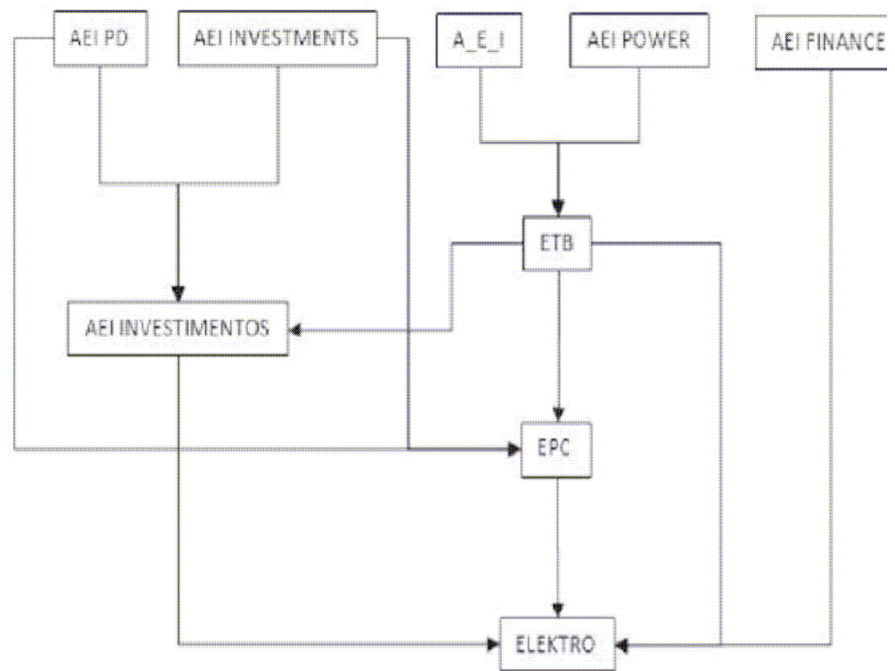 AEI PD
AEI INVESTMENTS
A_E_I
AEI POWER
AEI FINANCE
ETB
AEI INVESTIMENTOS
EPC
ELEKTRO